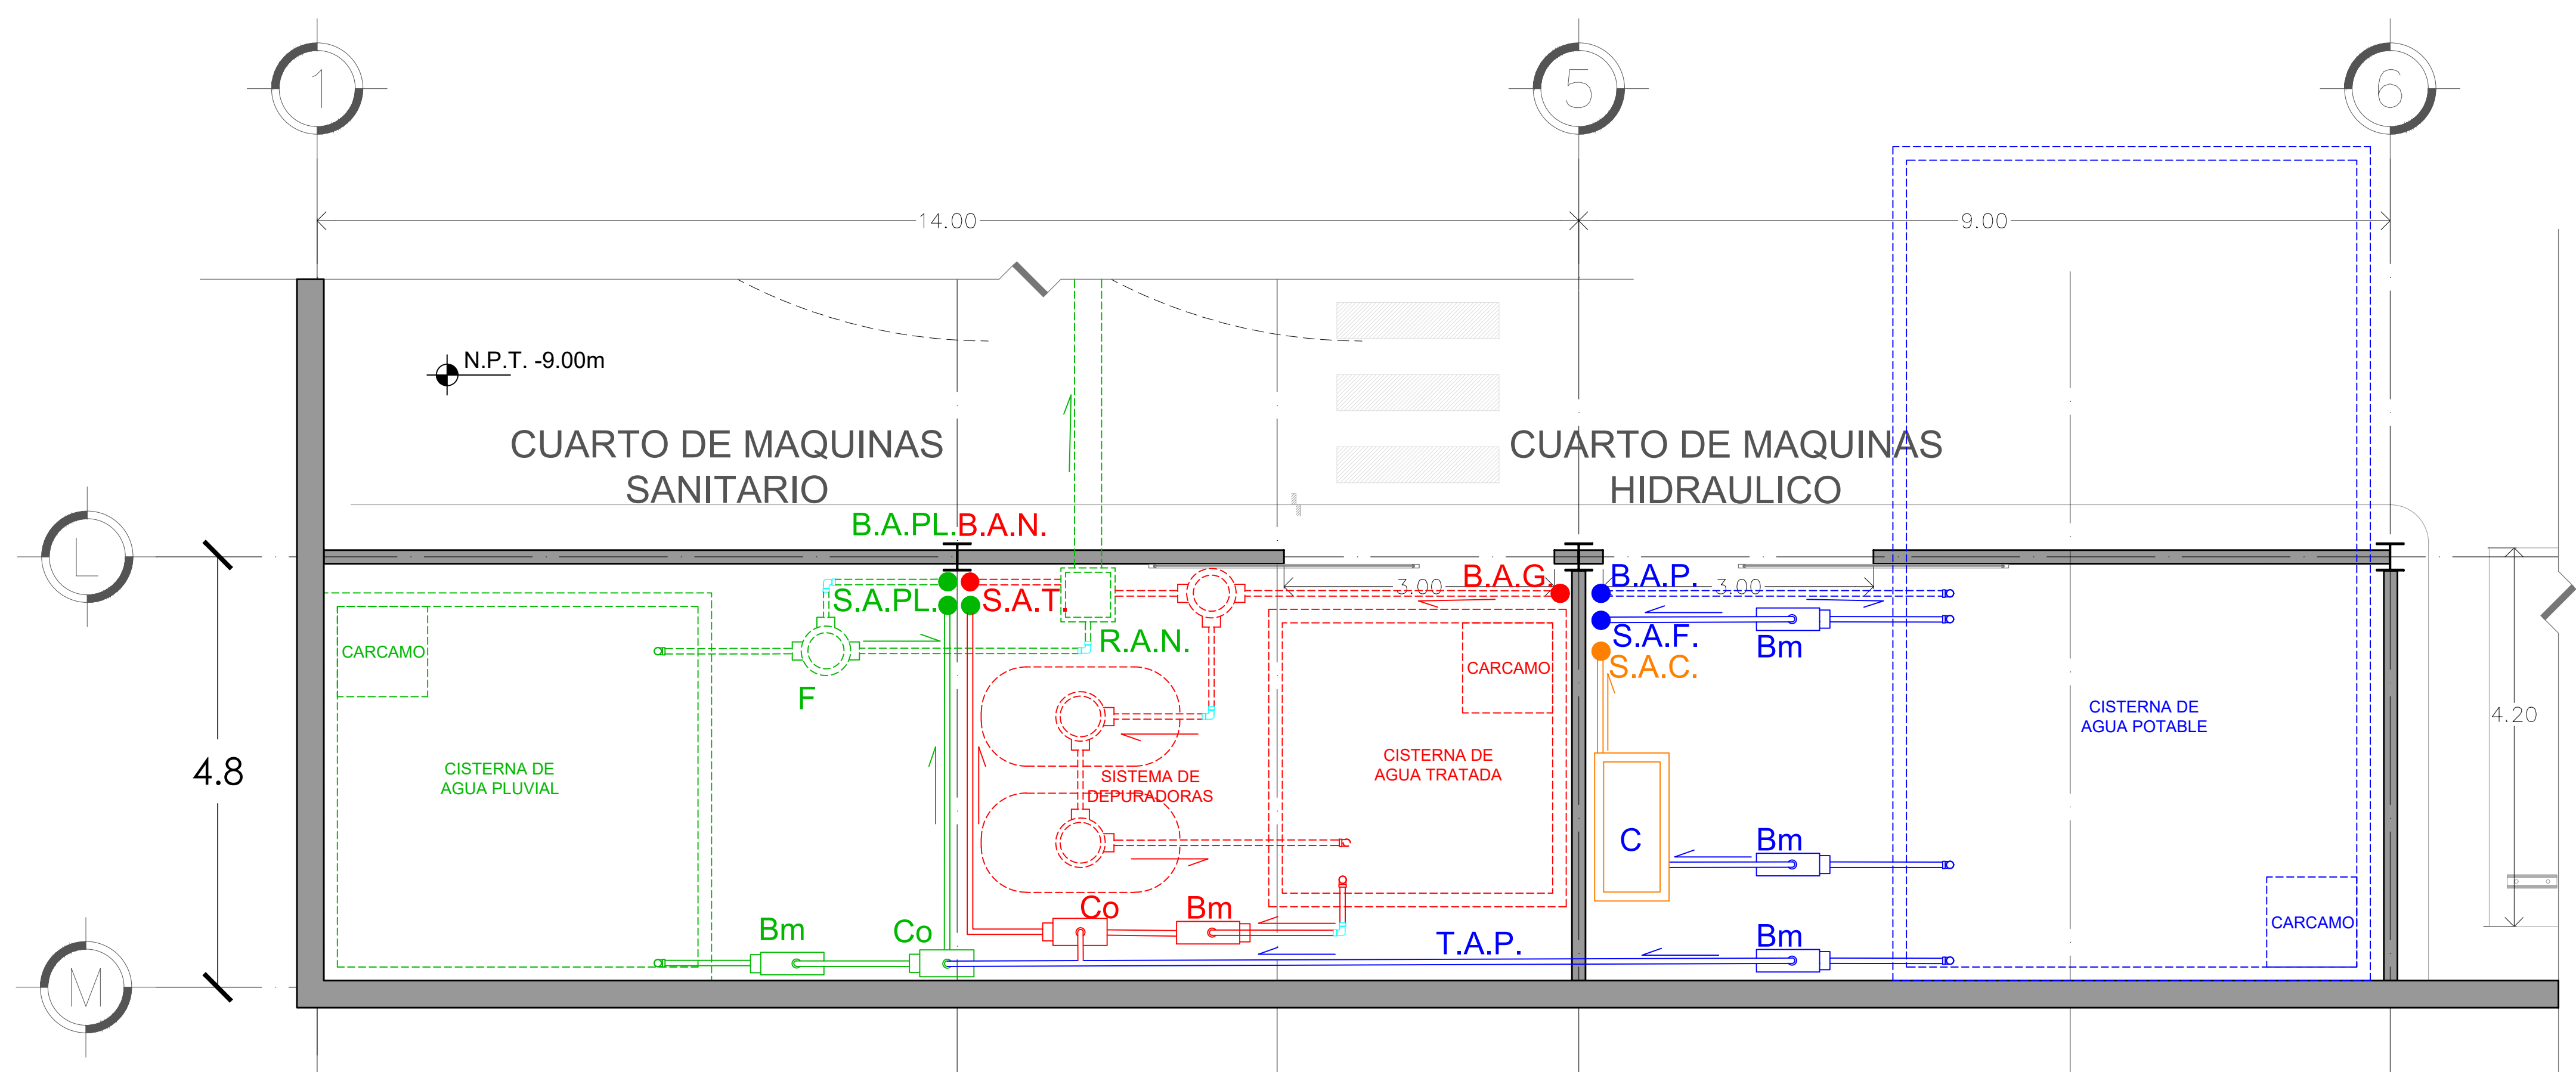 1
5
6
14.00
9.00
N.P.T. -9.00m
CUARTO DE MAQUINAS
SANITARIO
CUARTO DE MAQUINAS
HIDRAULICO
L
B.A.PL.
B.A.N.
3.00
B.A.G.
B.A.P.
3.00
S.A.PL.
S.A.T.
R.A.N.
S.A.F.
Bm
S.A.C.
CARCAMO
F
CARCAMO
CISTERNA DE
AGUA POTABLE
4.20
4.8
CISTERNA DE
AGUA PLUVIAL
SISTEMA DE
DEPURADORAS
CISTERNA DE
AGUA TRATADA
C
Bm
Co
Bm
CARCAMO
Bm
Co
T.A.P.
Bm
M